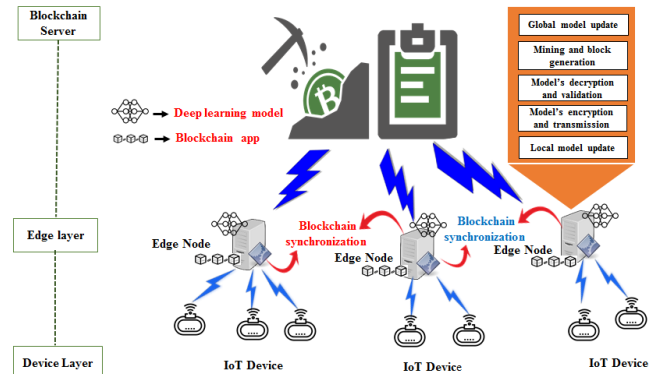 Blockchain
Server
Global model update
Mining and block
generation
Model's decryption
and validation
Model's encryption
and transmission
Local model update
Deep learning model
Blockchain app
Edge layer
Edge Node
Blockchain
synchronization
Edge Node
Blockchain
synchronization
Edge Node
Device Layer
IoT Device
IoT Device
IoT Device